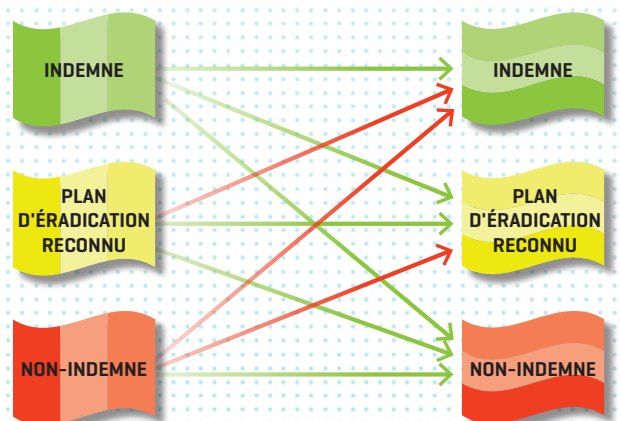 INDEMNE
INDEMNE
PLAN
D'ÉRADICATION
RECONNU
PLAN
D'ÉRADICATION
RECONNU
NON-INDEMNE
NON-INDEMNE